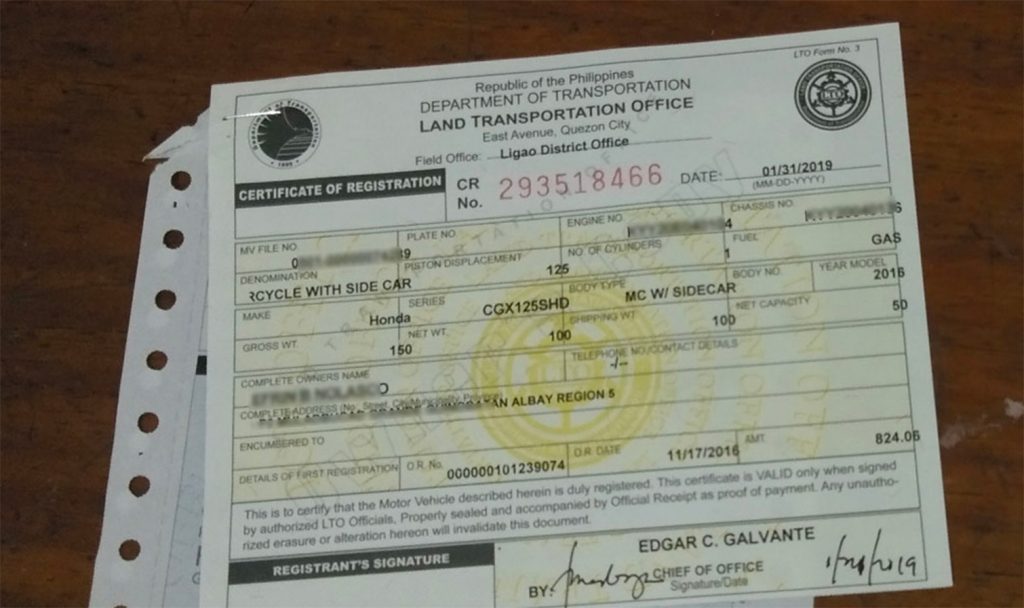 LTO Form No. 3
Republic of the Philippines
DEPARTMENT OF TRANSPORTATION
LAND TRANSPORTATION OFFICE
East Avenue, Quezon City
Field Office: Ligao District Office
CERTIFICATE OF REGISTRATION
CR No. 293518466
DATE: 01/31/2019
(MM-DD-YYYY)
MV FILE NO.
PLATE NO.
ENGINE NO.
CHASSIS NO.
DENOMINATION
RCYCLE WITH SIDE CAR
PISTON DISPLACEMENT
125
NO OF CYLINDERS
1
FUEL
GAS
MAKE
Honda
SERIES
CGX125SHD
BODY TYPE
MC W/ SIDECAR
BODY NO.
YEAR MODEL
2016
GROSS WT.
150
NET WT.
100
SHIPPING WT
100
NET CAPACITY
50
COMPLETE OWNERS NAME
TELEPHONE NO./CONTACT DETAILS
-/--
COMPLETE ADDRESS (No., Street, City/Municipality, Province)
ALBAY REGION 5
ENCUMBERED TO
DETAILS OF FIRST REGISTRATION
O.R. No.
000000101239074
O.R. DATE
11/17/2016
AMT.
824.06
This is to certify that the Motor Vehicle described herein is duly registered. This certificate is VALID only when signed
by authorized LTO Officials, Property sealed and accompanied by Official Receipt as proof of payment. Any unautho-
rized erasure or alteration hereon will invalidate this document.
REGISTRANT'S SIGNATURE
EDGAR C. GALVANTE
BY: CHIEF OF OFFICE
Signature/Date